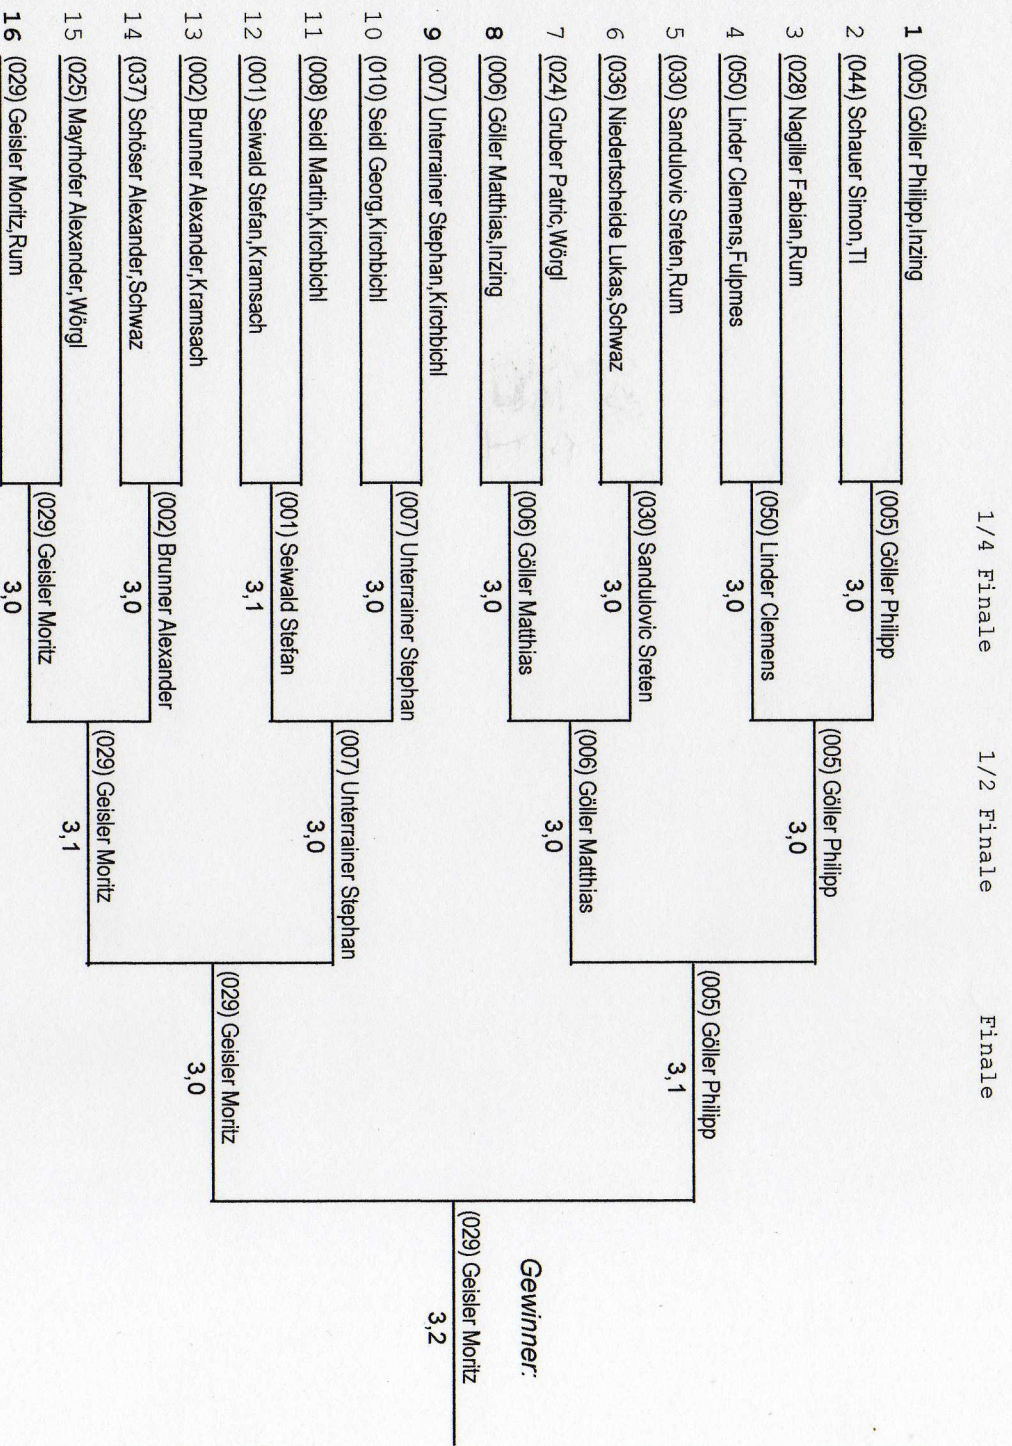 1/4 Finale 1/2 Finale Finale
1 (005) Göller Philipp,Inzing
(005) Göller Philipp
3,0
2 (044) Schauer Simon,TI
(005) Göller Philipp
3,0
3 (028) Nagiller Fabian,Rum
(050) Linder Clemens
3,0
4 (050) Linder Clemens,Fulpmes
(005) Göller Philipp
3,1
5 (030) Sandulovic Sreten,Rum
(030) Sandulovic Sreten
3,0
6 (036) Niedertscheide Lukas,Schwaz
(006) Göller Matthias
3,0
7 (024) Gruber Patric,Wörgl
(006) Göller Matthias
3,0
8 (006) Göller Matthias,Inzing
Gewinner:
(029) Geisler Moritz
3,2
9 (007) Unterrainer Stephan,Kirchbichl
(007) Unterrainer Stephan
3,0
10 (010) Seidl Georg,Kirchbichl
(007) Unterrainer Stephan
3,0
11 (008) Seidl Martin,Kirchbichl
(001) Seiwald Stefan
3,1
12 (001) Seiwald Stefan,Kramsach
(029) Geisler Moritz
3,0
13 (002) Brunner Alexander,Kramsach
(002) Brunner Alexander
3,0
14 (037) Schöser Alexander,Schwaz
(029) Geisler Moritz
3,1
15 (025) Mayrhofer Alexander,Wörgl
(029) Geisler Moritz
3,0
16 (029) Geisler Moritz,Rum